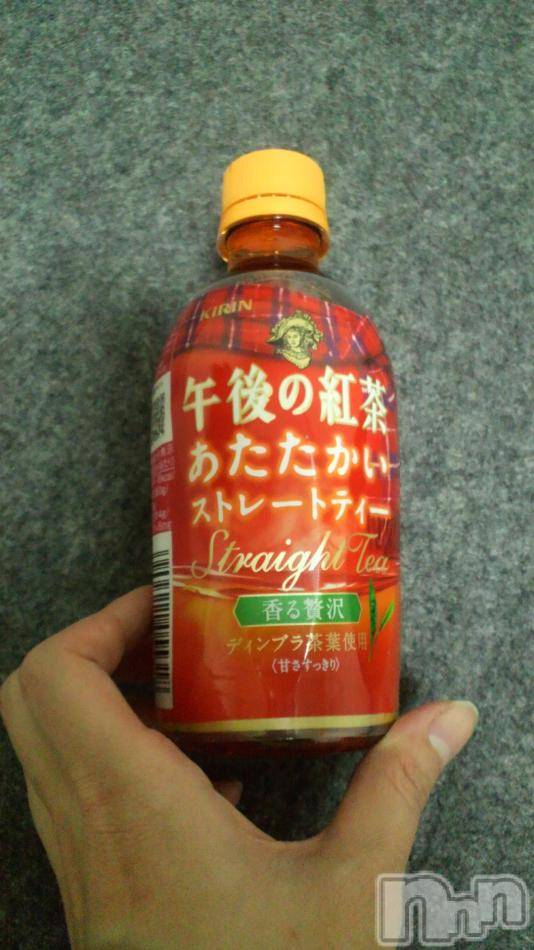 KIRIN
午後の紅茶
あたたかい
ストレートティー
Straight Tea
香る贅沢
ディンブラ茶葉使用
〈甘さすっきり〉
nnn